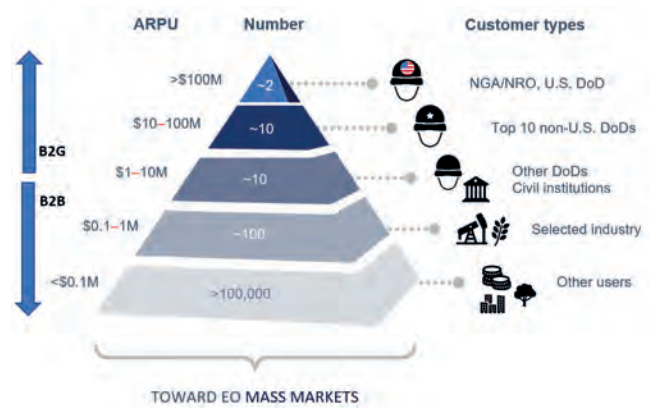 ARPU Number Customer types
>$100M ~2 NGA/NRO, U.S. DoD
$10–100M ~10 Top 10 non-U.S. DoDs
B2G
$1–10M ~10 Other DoDs
Civil institutions
B2B
$0.1–1M ~100 Selected industry
<$0.1M >100,000 Other users
TOWARD EO MASS MARKETS